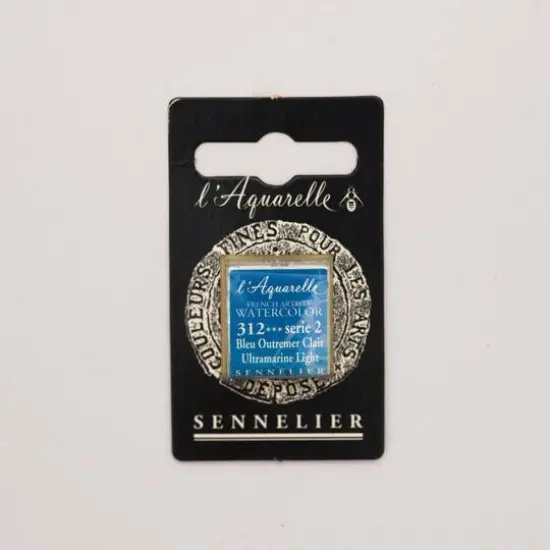 l'Aquarelle
COULEURS FINES POUR LES ARTS
DÉPOSÉ
l'Aquarelle
FRENCH ARTISTS'
WATERCOLOR
312*** serie 2
Bleu Outremer Clair
Ultramarine Light
SENNELIER
SENNELIER